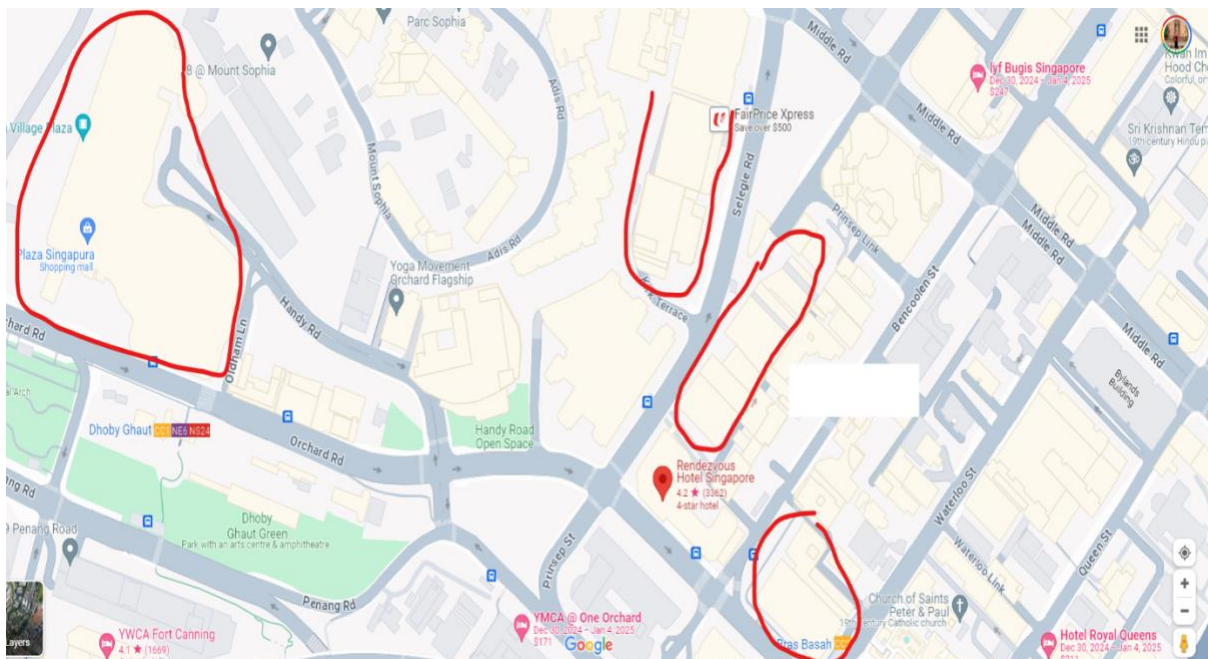 Parc Sophia
8 @ Mount Sophia
Village Plaza
Plaza Singapura
Shopping mall
Orchard Rd
Oldham Ln
Handy Rd
Mount Sophia
Adis Rd
Adis Rd
Yoga Movement
Orchard Flagship
FairPrice Xpress
Save over $500
Selegie Rd
Middle Rd
Middle Rd
Middle Rd
Middle Rd
Middle Rd
lyf Bugis Singapore
Dec 30, 2024 – Jan 4, 2025
$247
Sri Krishnan
19th-century Hindu
Prinsep Link
Bencoolen St
Terrace
Bylands
Building
Handy Road
Open Space
Dhoby Ghaut CC1 NE6 NS24
Orchard Rd
Rendezvous
Hotel Singapore
4.2 ★ (3362)
4-star hotel
Dhoby
Ghaut Green
Park with an arts centre & amphitheatre
9 Penang Road
Penang Rd
Prinsep St
Waterloo St
Waterloo Link
Queen St
Church of Saints
Peter & Paul
19th-century Catholic church
YMCA @ One Orchard
Dec 30, 2024 – Jan 4, 2025
$171
Google
Bras Basah
Hotel Royal Queens
Dec 30, 2024 – Jan 4, 2025
YWCA Fort Canning
4.1 ★ (1669)
Layers